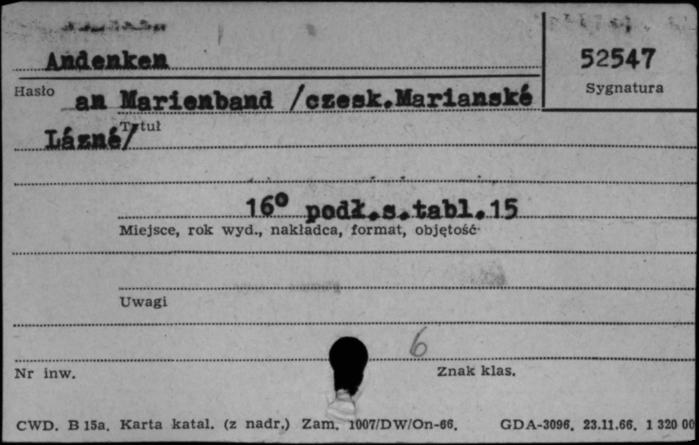 Andenken
52547
Hasło
Sygnatura
an Marienband /czesk.Marianské
Tytuł
Lázné/
16° podł.s.tabl.15
Miejsce, rok wyd., nakładca, format, objętość
Uwagi
6
Nr inw.
Znak klas.
CWD. B 15a. Karta katal. (z nadr.) Zam. 1007/DW/On-66. GDA-3096. 23.11.66. 1 320 00